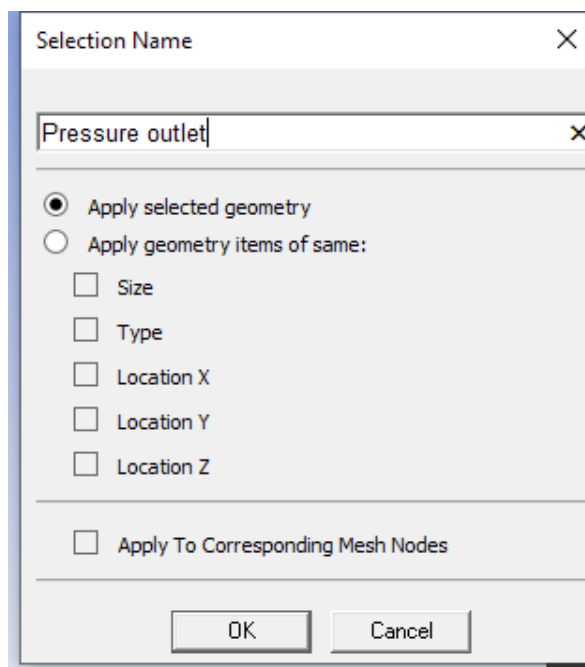 Selection Name
Pressure outlet
Apply selected geometry
Apply geometry items of same:
Size
Type
Location X
Location Y
Location Z
Apply To Corresponding Mesh Nodes
OK Cancel